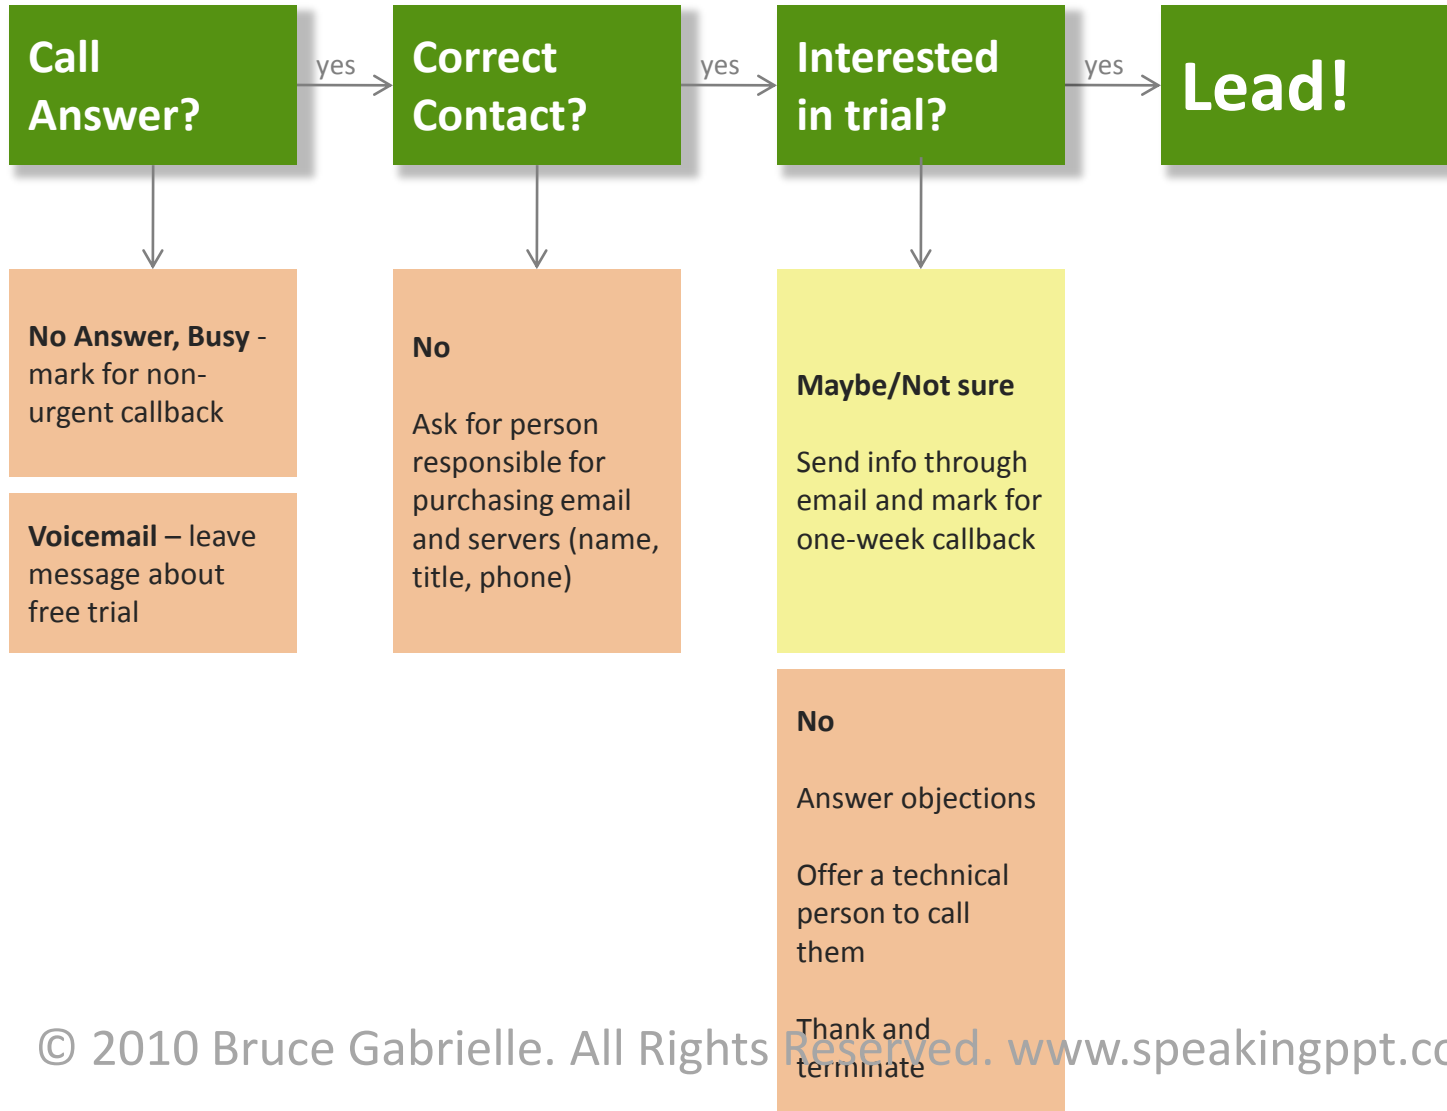 Call
Answer?
yes
Correct
Contact?
yes
Interested
in trial?
yes
Lead!
No Answer, Busy -
mark for non-
urgent callback
Voicemail – leave
message about
free trial
No
Ask for person
responsible for
purchasing email
and servers (name,
title, phone)
Maybe/Not sure
Send info through
email and mark for
one-week callback
No
Answer objections
Offer a technical
person to call
them
Thank and
terminate
© 2010 Bruce Gabrielle. All Rights Reserved. www.speakingppt.co